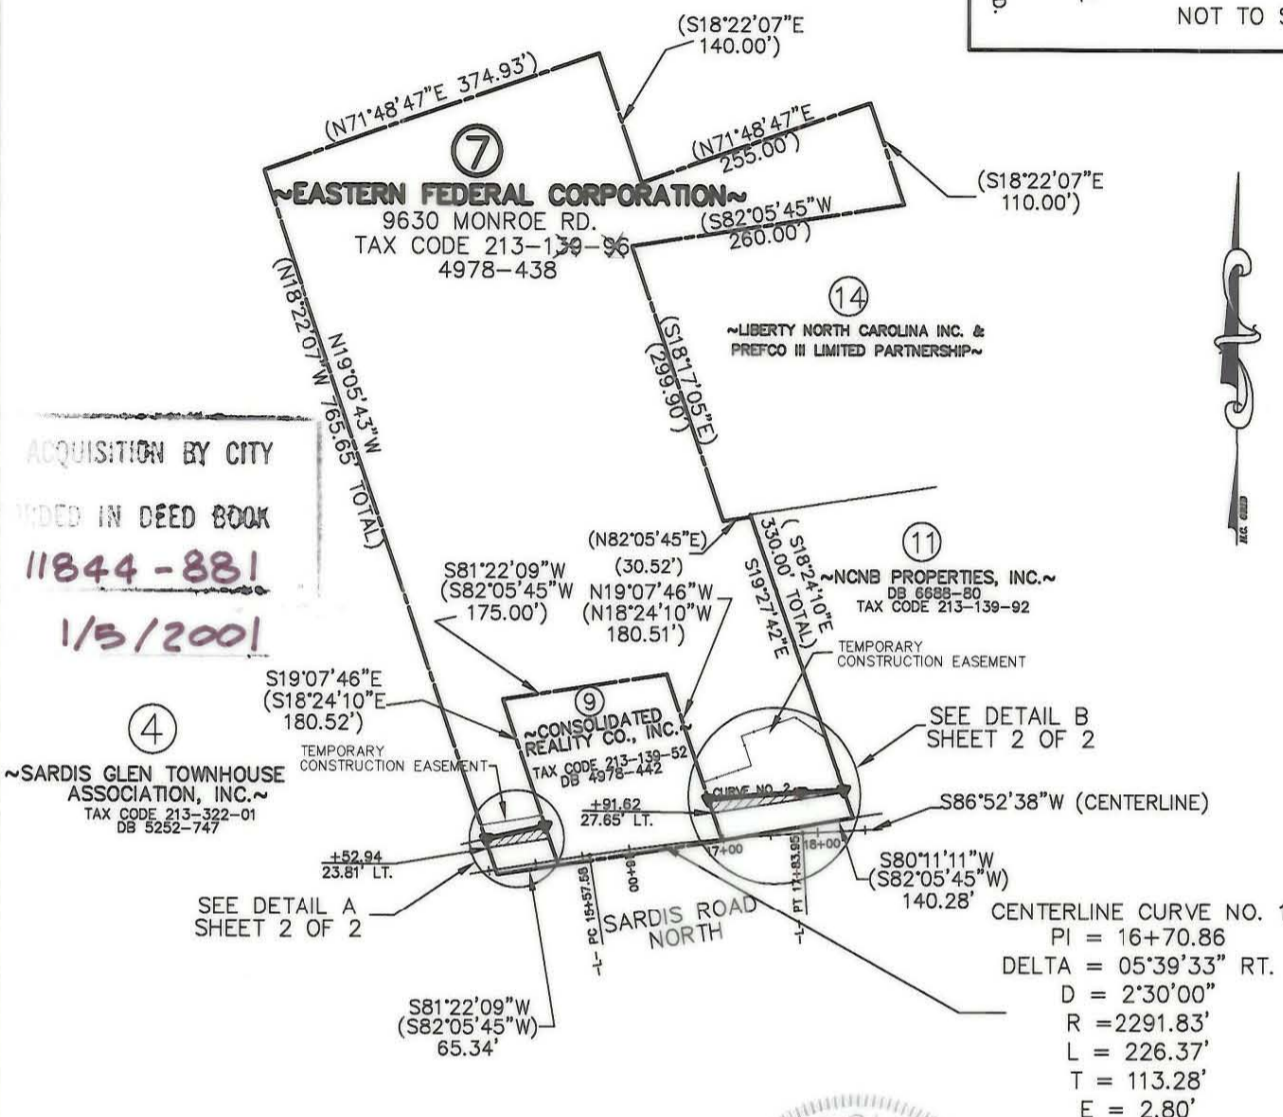 NOT TO
(S18°22'07"E
140.00')
(N71°48'47"E 374.93')
(N71°48'47"E
255.00')
(S18°22'07"E
110.00')
7
~EASTERN FEDERAL CORPORATION~
9630 MONROE RD.
TAX CODE 213-139-96
4978-438
(S82°05'45"W
260.00')
14
~LIBERTY NORTH CAROLINA INC. &
PREFCO III LIMITED PARTNERSHIP~
(N18°22'07"W 765.65' TOTAL)
N19°05'43"W
(S18°17'05"E)
(299.90')
ACQUISITION BY CITY
RDED IN DEED BOOK
11844-881
1/5/2001
(N82°05'45"E)
(30.52')
(S18°24'10"E
330.00' TOTAL)
S19°27'42"E
11
~NCNB PROPERTIES, INC.~
DB 6688-80
TAX CODE 213-139-92
S81°22'09"W
(S82°05'45"W
175.00')
N19°07'46"W
(N18°24'10"W
180.51')
TEMPORARY
CONSTRUCTION EASEMENT
S19°07'46"E
(S18°24'10"E
180.52')
9
~CONSOLIDATED
REALITY CO., INC.~
TAX CODE 213-139-52
DB 4978-442
4
~SARDIS GLEN TOWNHOUSE
ASSOCIATION, INC.~
TAX CODE 213-322-01
DB 5252-747
TEMPORARY
CONSTRUCTION EASEMENT
SEE DETAIL B
SHEET 2 OF 2
CURVE NO. 2
+91.62
27.65' LT.
S86°52'38"W (CENTERLINE)
+52.94
23.81' LT.
17+00
18+00
S80°11'11"W
(S82°05'45"W)
140.28'
SEE DETAIL A
SHEET 2 OF 2
-L- PC 15+57.58
-L- PT 17+83.95
SARDIS ROAD
NORTH
S81°22'09"W
(S82°05'45"W)
65.34'
CENTERLINE CURVE NO. 1
PI = 16+70.86
DELTA = 05°39'33" RT.
D = 2°30'00"
R =2291.83'
L = 226.37'
T = 113.28'
E = 2.80'